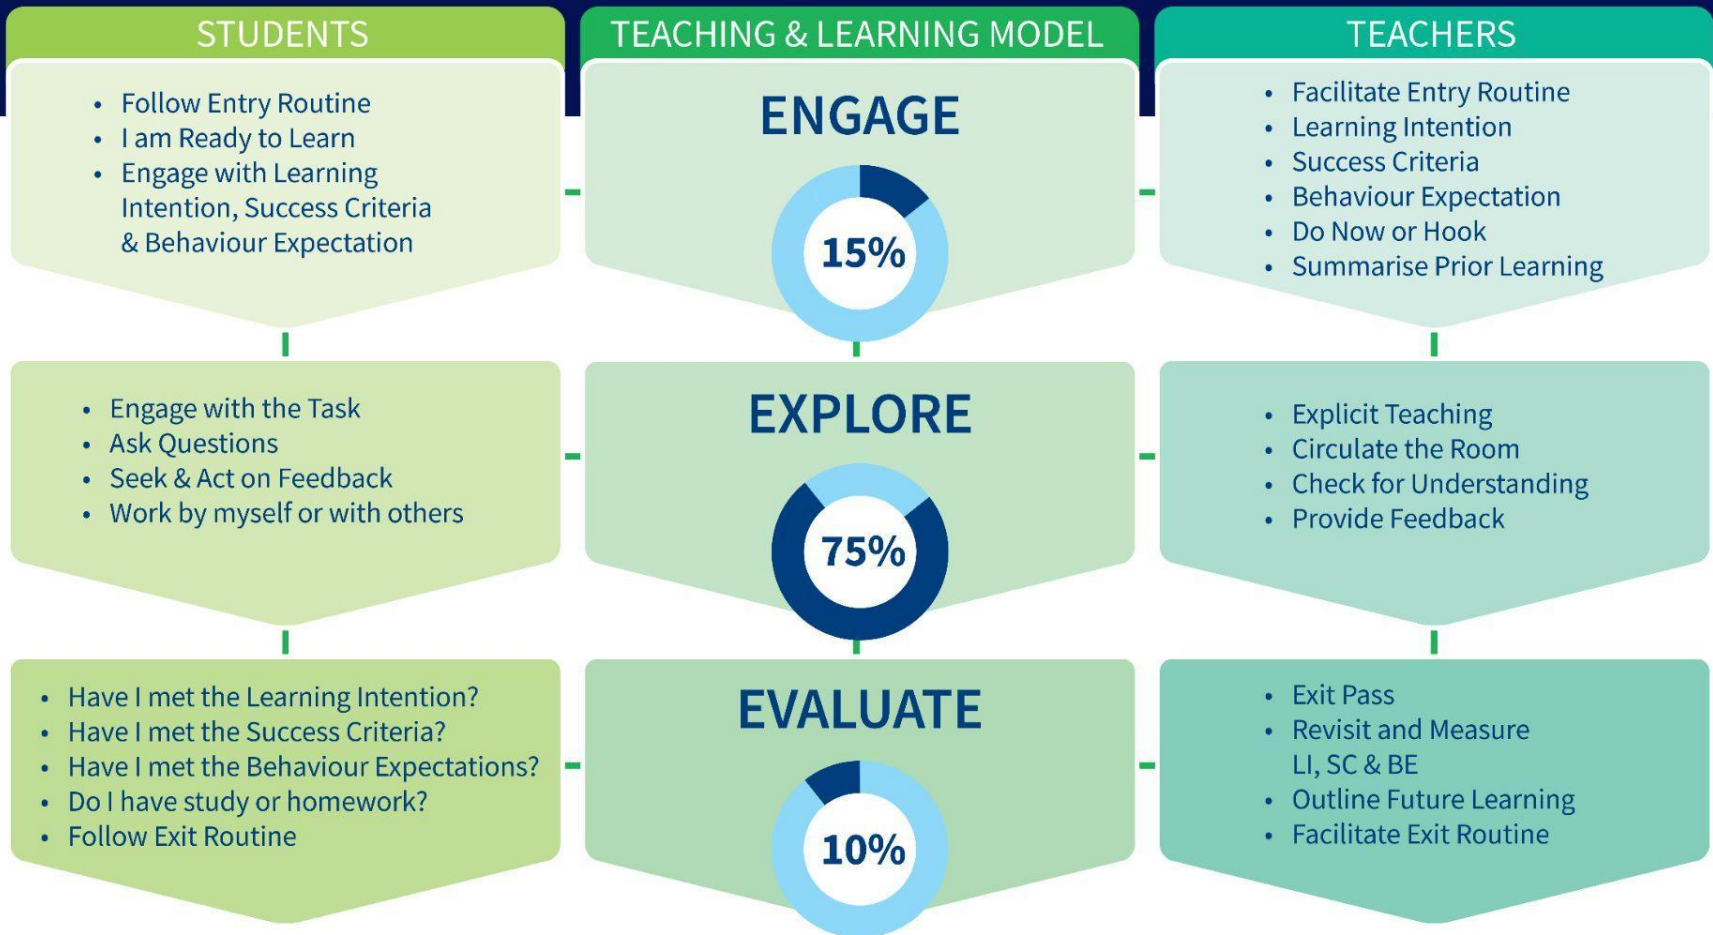 STUDENTS
TEACHING & LEARNING MODEL
TEACHERS
• Follow Entry Routine
• I am Ready to Learn
• Engage with Learning
Intention, Success Criteria
& Behaviour Expectation
ENGAGE
15%
• Facilitate Entry Routine
• Learning Intention
• Success Criteria
• Behaviour Expectation
• Do Now or Hook
• Summarise Prior Learning
• Engage with the Task
• Ask Questions
• Seek & Act on Feedback
• Work by myself or with others
EXPLORE
75%
• Explicit Teaching
• Circulate the Room
• Check for Understanding
• Provide Feedback
• Have I met the Learning Intention?
• Have I met the Success Criteria?
• Have I met the Behaviour Expectations?
• Do I have study or homework?
• Follow Exit Routine
EVALUATE
10%
• Exit Pass
• Revisit and Measure
LI, SC & BE
• Outline Future Learning
• Facilitate Exit Routine